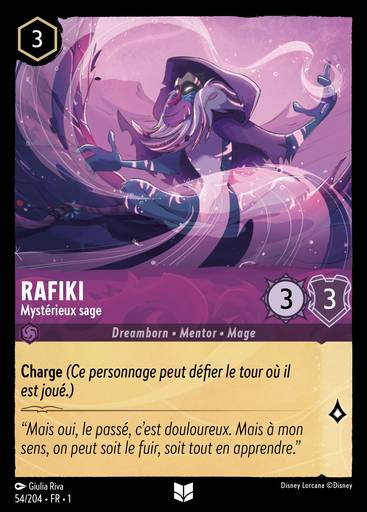 3
RAFIKI
Mystérieux sage
3
3
Dreamborn • Mentor • Mage
Charge (Ce personnage peut défier le tour où il
est joué.)
“Mais oui, le passé, c’est douloureux. Mais à mon
sens, on peut soit le fuir, soit tout en apprendre.”
Giulia Riva
54/204 • FR • 1
Disney Lorcana ©Disney